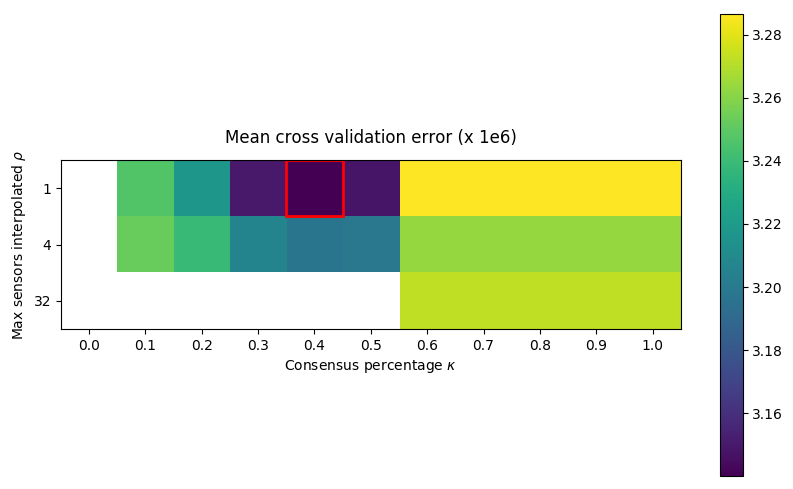 Mean cross validation error (x 1e6)
Max sensors interpolated ρ
1
4
32
0.0 0.1 0.2 0.3 0.4 0.5 0.6 0.7 0.8 0.9 1.0
Consensus percentage κ
3.28
3.26
3.24
3.22
3.20
3.18
3.16